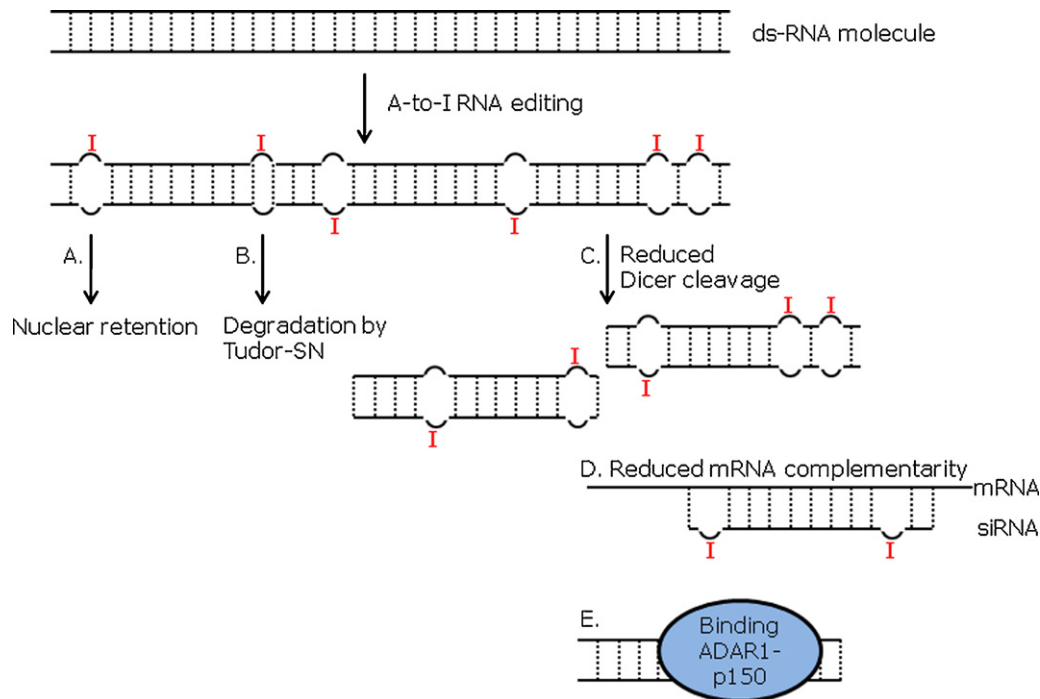 ds-RNA molecule
A-to-I RNA editing
I I I I
I I
A. B. C. Reduced
Dicer cleavage
Nuclear retention
Degradation by
Tudor-SN
I I
I
I
I
D. Reduced mRNA complementarity
mRNA
siRNA
I I
E.
Binding
ADAR1-
p150